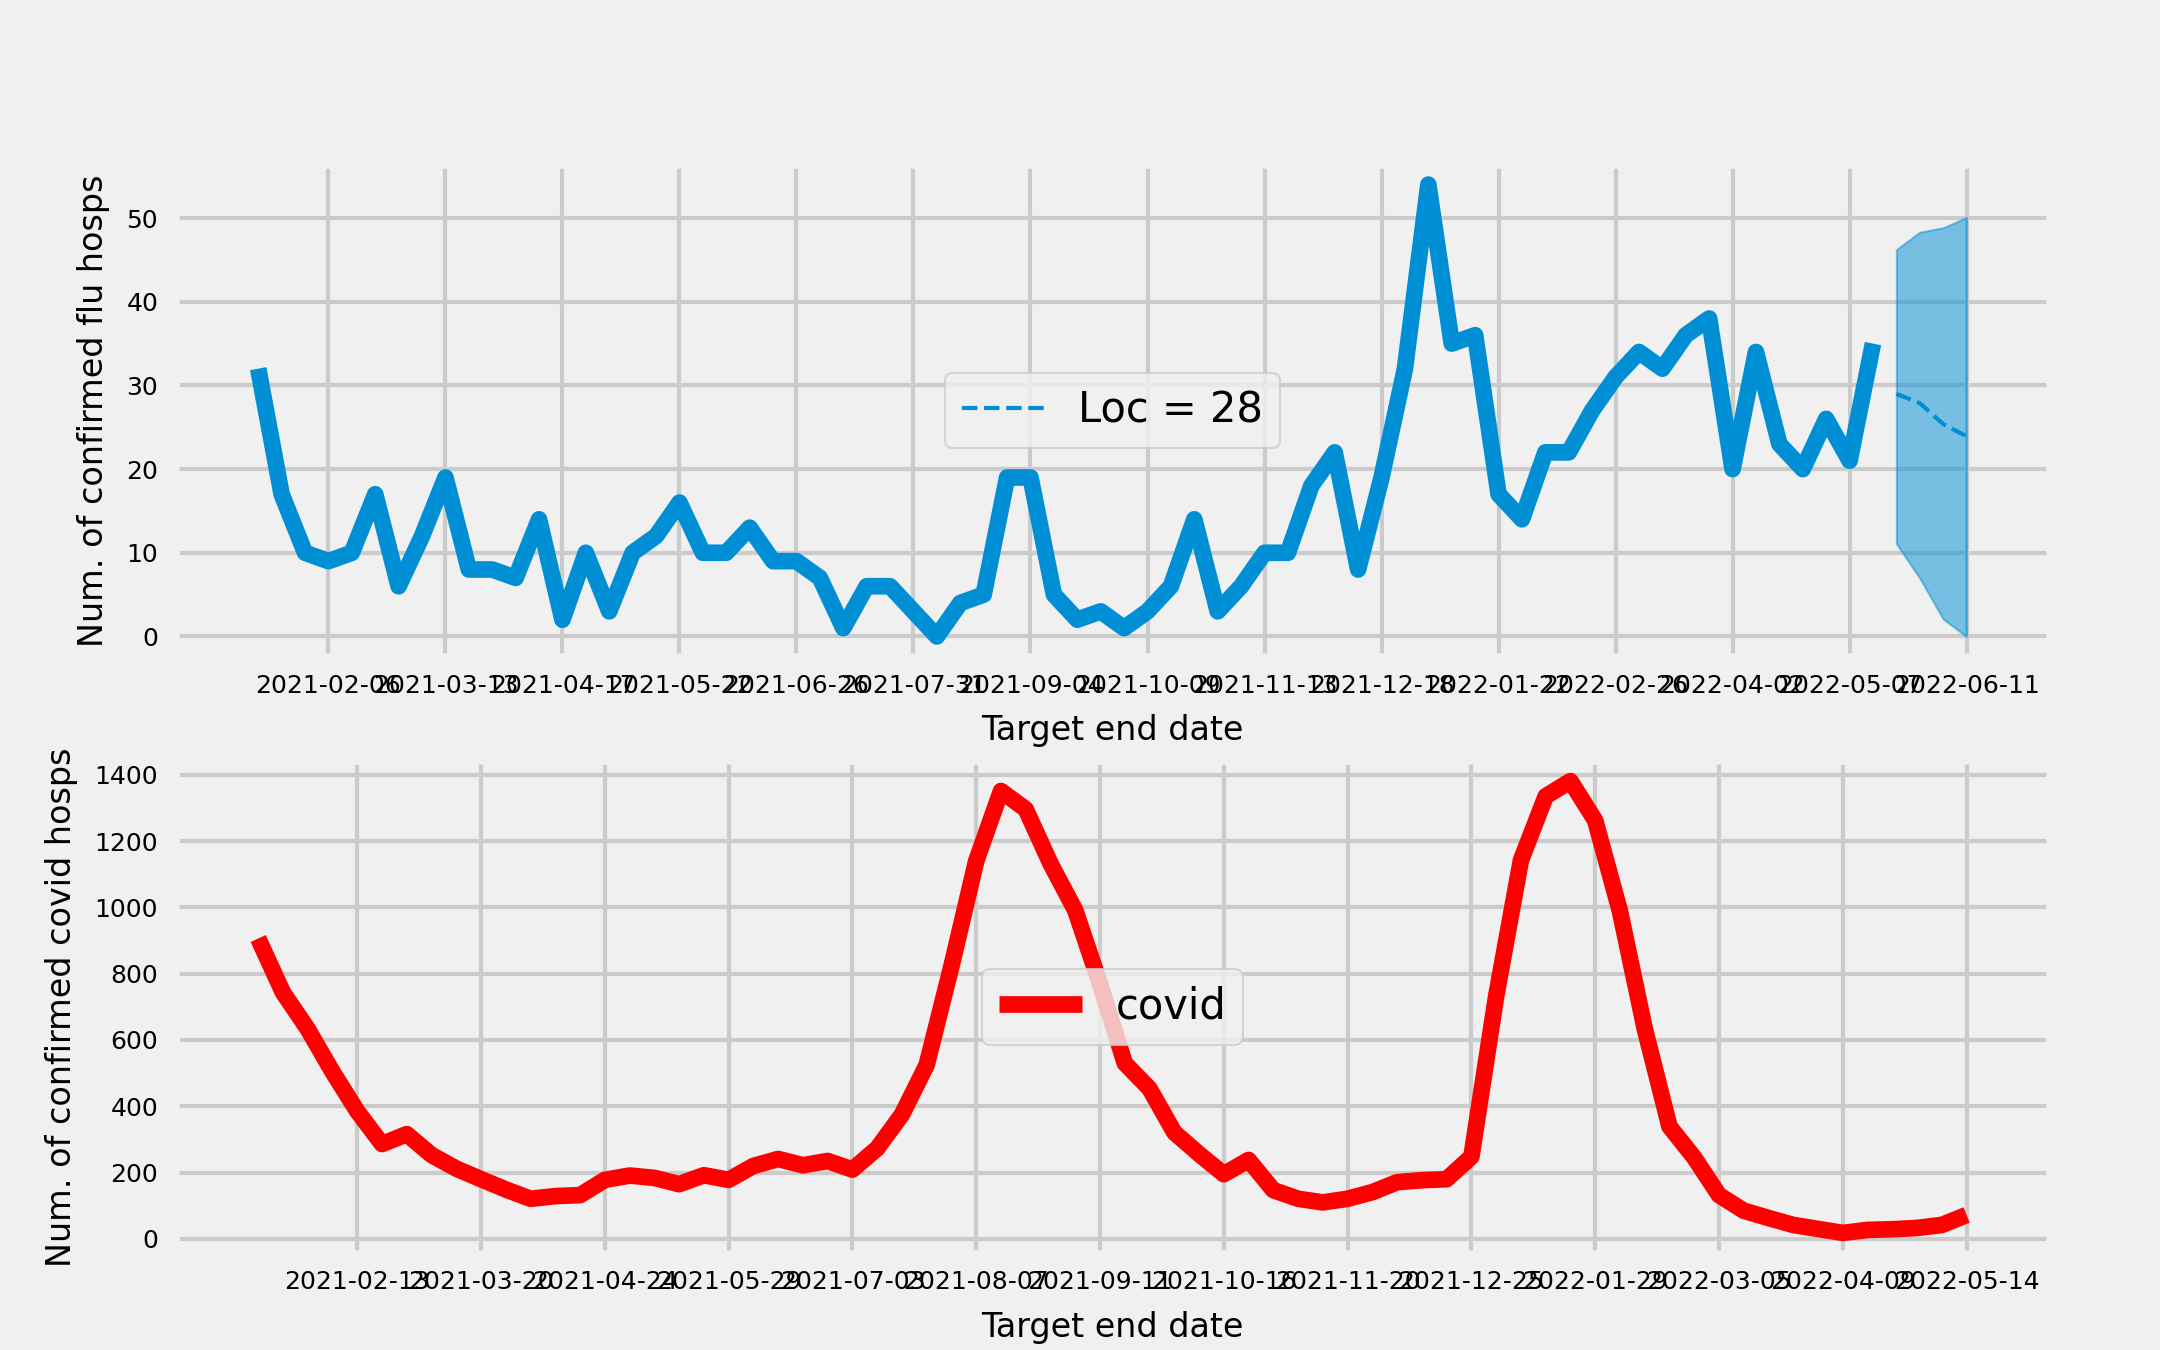 Num. of confirmed flu hosps
50
40
30
20
10
0
Loc = 28
2021-02-06 2021-03-13 2021-04-17 2021-05-22 2021-06-26 2021-07-31 2021-09-04 2021-10-09 2021-11-13 2021-12-18 2022-01-22 2022-02-26 2022-04-02 2022-05-07 2022-06-11
Target end date
Num. of confirmed covid hosps
1400
1200
1000
800
600
400
200
0
covid
2021-02-13 2021-03-20 2021-04-24 2021-05-29 2021-07-03 2021-08-07 2021-09-11 2021-10-16 2021-11-20 2021-12-25 2022-01-29 2022-03-05 2022-04-09 2022-05-14
Target end date